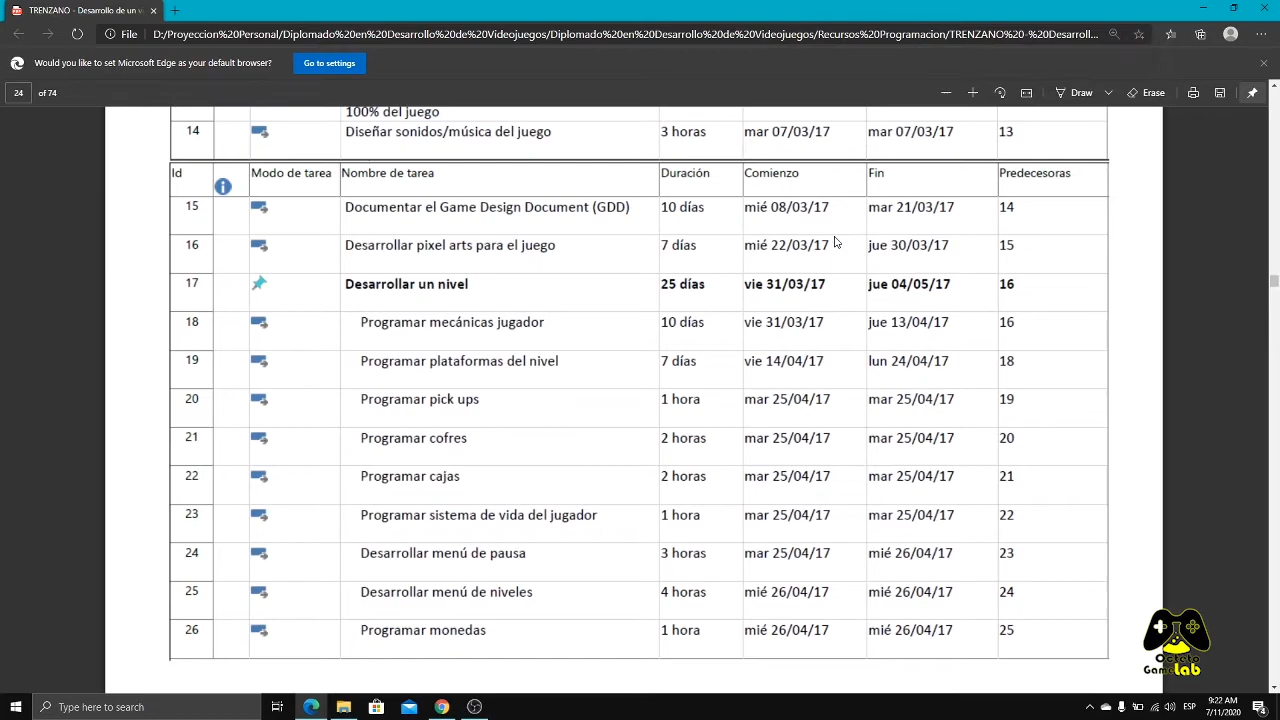 TRENZANO - Desarollo de un v
File
D:/Proyeccion%20Personal/Diplomado%20en%20Desarrollo%20de%20Videojuegos/Diplomado%20en%20Desarrollo%20de%20Videojuegos/Recursos%20Programacion/TRENZANO%20-%20Desarroll...
Would you like to set Microsoft Edge as your default browser?
Go to settings
24 of 74
Draw
Erase
100% del juego
14 Diseñar sonidos/música del juego 3 horas mar 07/03/17 mar 07/03/17 13
Id Modo de tarea Nombre de tarea Duración Comienzo Fin Predecesoras
15 Documentar el Game Design Document (GDD) 10 días mié 08/03/17 mar 21/03/17 14
16 Desarrollar pixel arts para el juego 7 días mié 22/03/17 jue 30/03/17 15
17 Desarrollar un nivel 25 días vie 31/03/17 jue 04/05/17 16
18 Programar mecánicas jugador 10 días vie 31/03/17 jue 13/04/17 16
19 Programar plataformas del nivel 7 días vie 14/04/17 lun 24/04/17 18
20 Programar pick ups 1 hora mar 25/04/17 mar 25/04/17 19
21 Programar cofres 2 horas mar 25/04/17 mar 25/04/17 20
22 Programar cajas 2 horas mar 25/04/17 mar 25/04/17 21
23 Programar sistema de vida del jugador 1 hora mar 25/04/17 mar 25/04/17 22
24 Desarrollar menú de pausa 3 horas mar 25/04/17 mié 26/04/17 23
25 Desarrollar menú de niveles 4 horas mié 26/04/17 mié 26/04/17 24
26 Programar monedas 1 hora mié 26/04/17 mié 26/04/17 25
Octeto
GameLab
Type here to search
ESP
9:22 AM
7/11/2020